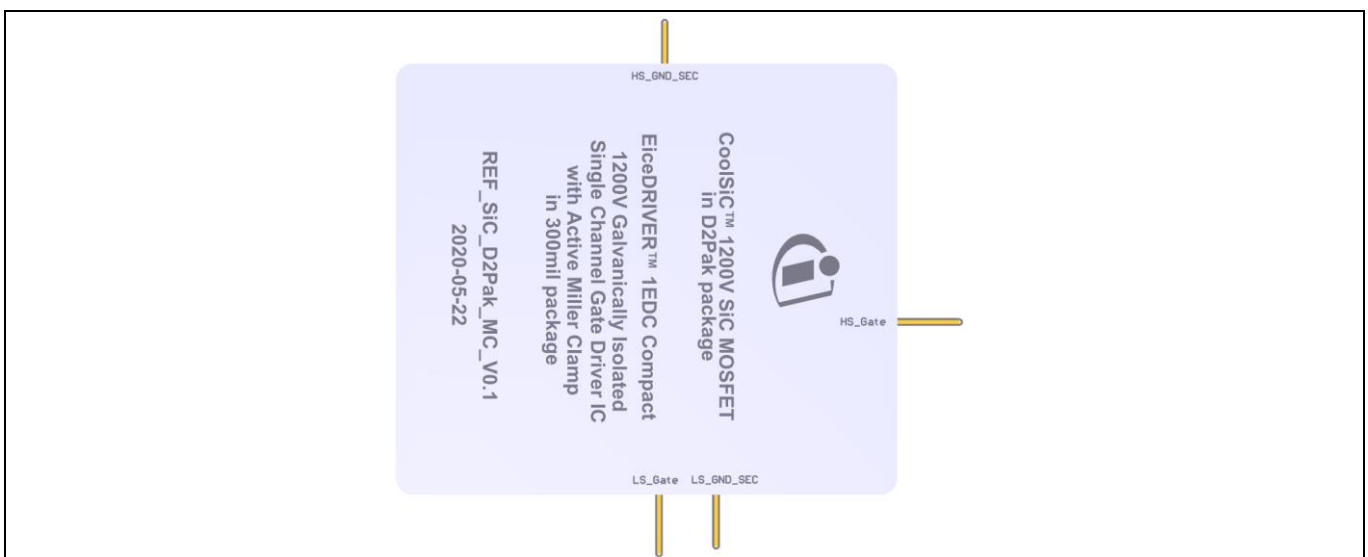 HS_GND_SEC
CoolSiC™ 1200V SiC MOSFET
in D2Pak package
EiceDRIVER™ 1EDC Compact
1200V Galvanically Isolated
Single Channel Gate Driver IC
with Active Miller Clamp
in 300mil package
REF_SiC_D2Pak_MC_V0.1
2020-05-22
HS_Gate
LS_Gate LS_GND_SEC